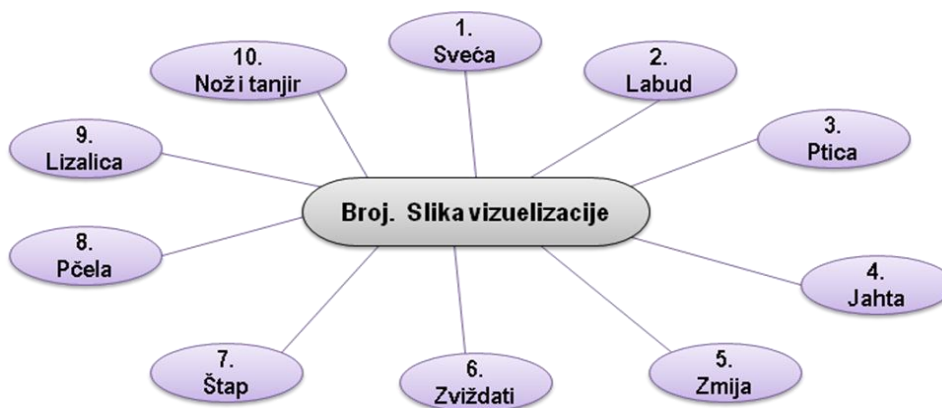 1.
Sveća
2.
Labud
3.
Ptica
4.
Jahta
5.
Zmija
6.
Zviždati
7.
Štap
8.
Pčela
9.
Lizalica
10.
Nož i tanjir
Broj. Slika vizuelizacije